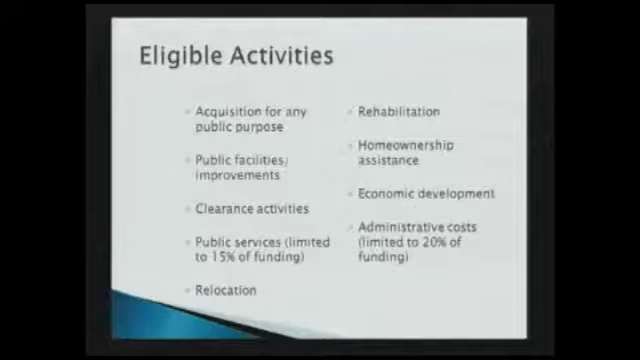 Eligible Activities
Acquisition for any
public purpose
Public facilities/
improvements
Clearance activities
Public services (limited
to 15% of funding)
Relocation
Rehabilitation
Homeownership
assistance
Economic development
Administrative costs
(limited to 20% of
funding)